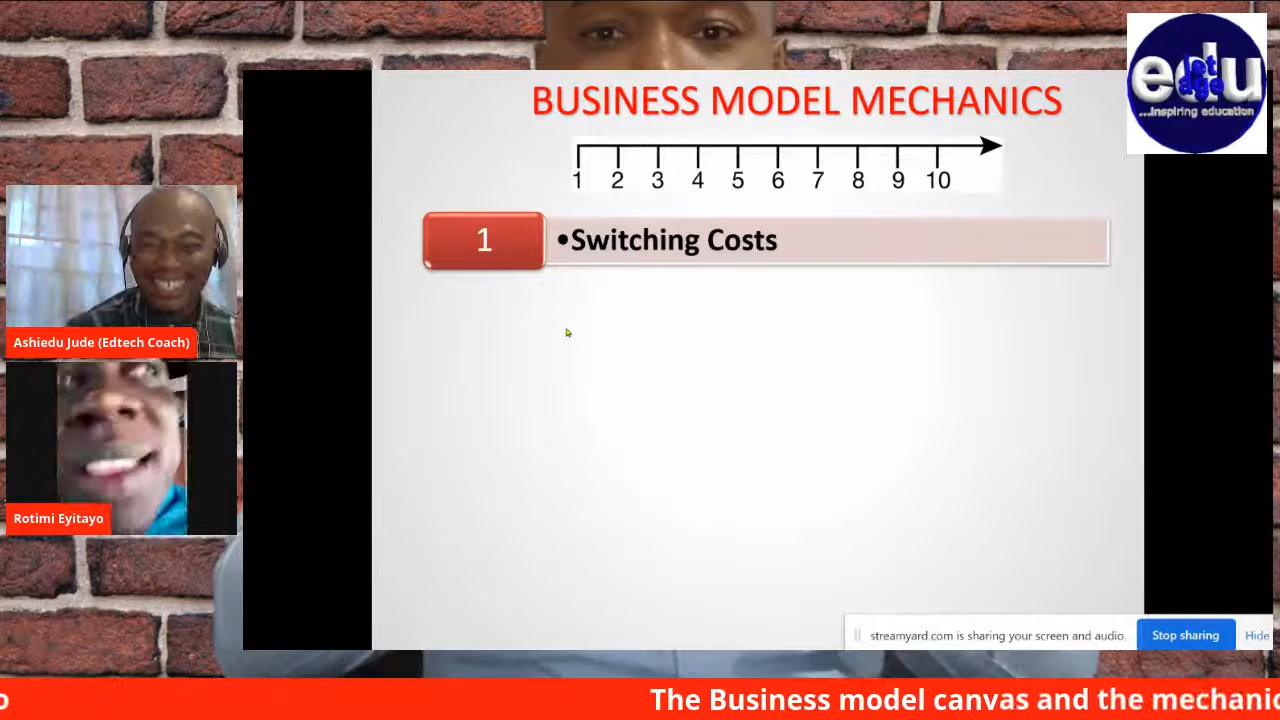 BUSINESS MODEL MECHANICS
1 2 3 4 5 6 7 8 9 10
1 •Switching Costs
edu
let
age
...inspiring education
Ashiedu Jude (Edtech Coach)
Rotimi Eyitayo
streamyard.com is sharing your screen and audio. Stop sharing Hide
o The Business model canvas and the mechanic